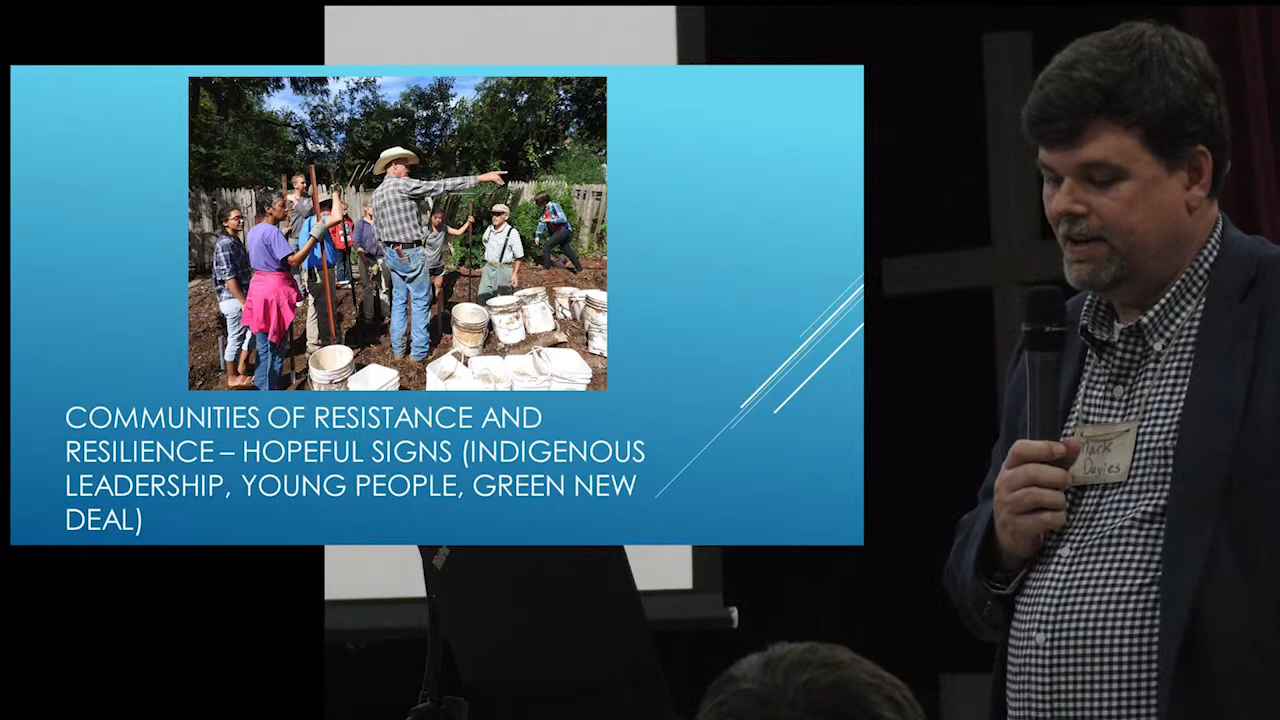 COMMUNITIES OF RESISTANCE AND
RESILIENCE – HOPEFUL SIGNS (INDIGENOUS
LEADERSHIP, YOUNG PEOPLE, GREEN NEW
DEAL)
Mark
Davies